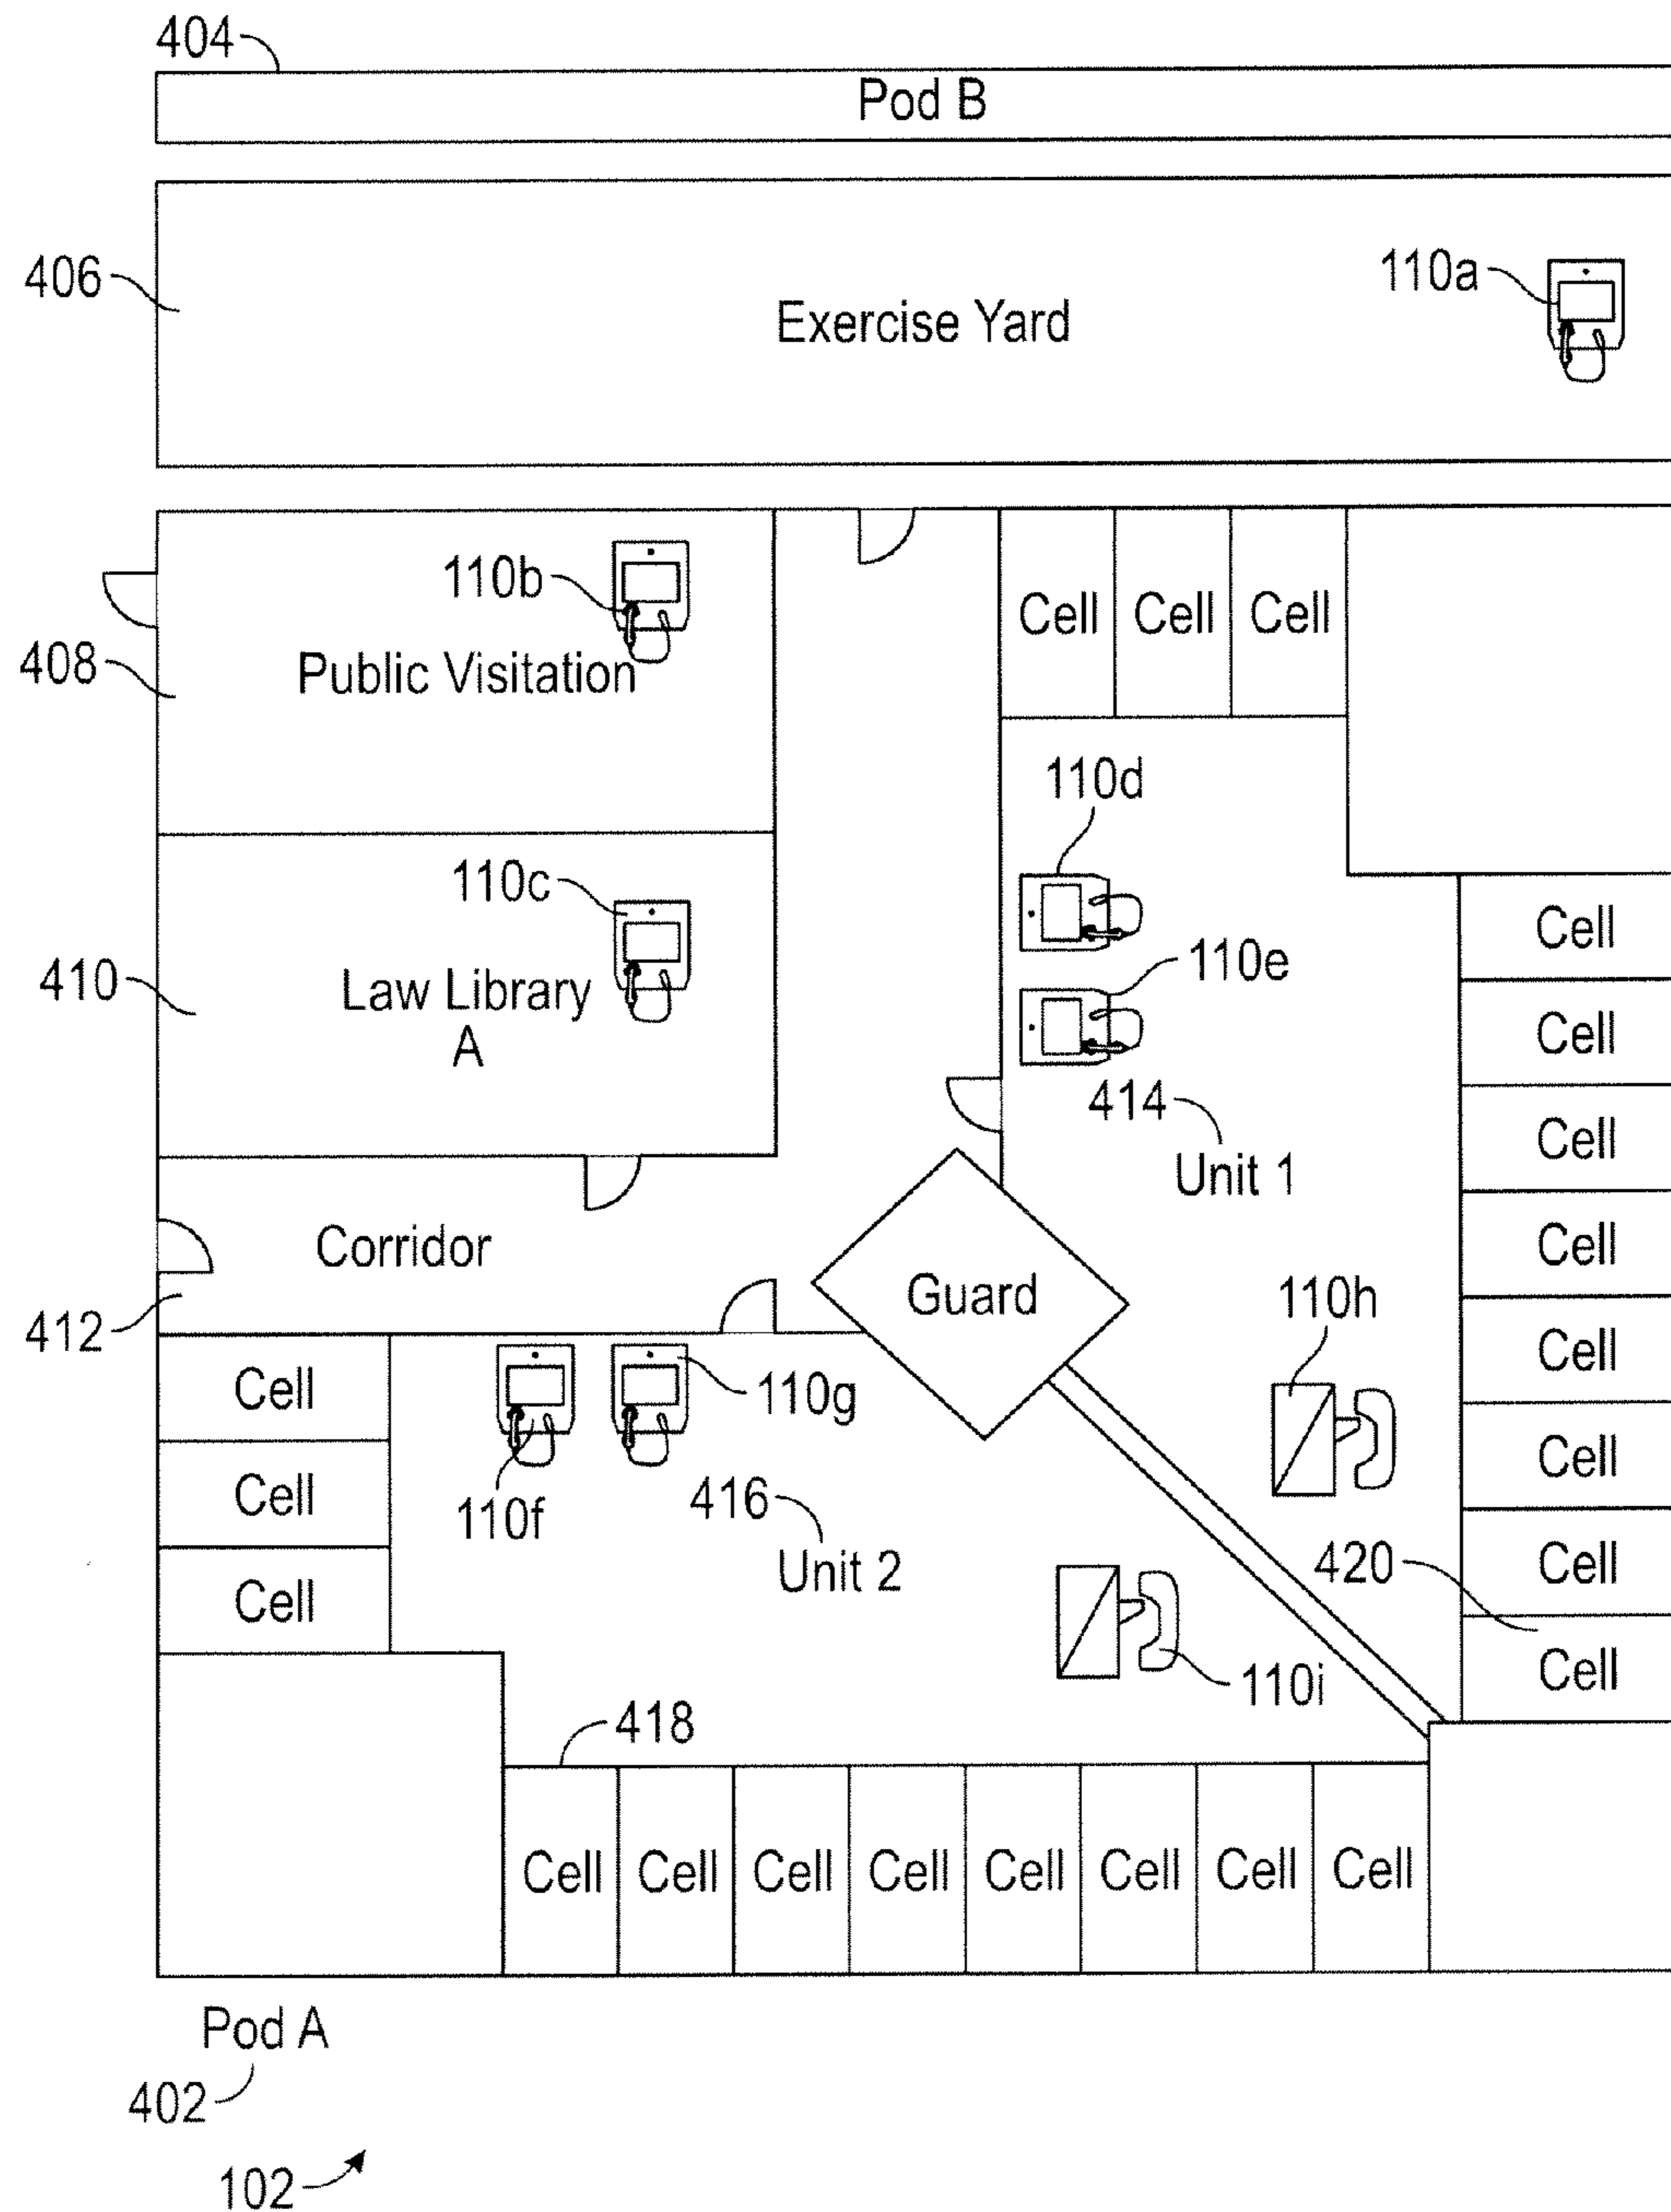 404
Pod B
406
Exercise Yard
110a
110b
408
Public Visitation
Cell
Cell
Cell
110d
110c
410
Law Library
A
110e
414
Unit 1
Cell
Cell
Cell
Cell
Cell
Cell
Cell
Cell
420
Corridor
412
Guard
110h
Cell
Cell
Cell
110g
110f
416
Unit 2
110i
418
Cell
Cell
Cell
Cell
Cell
Cell
Cell
Cell
Pod A
402
102